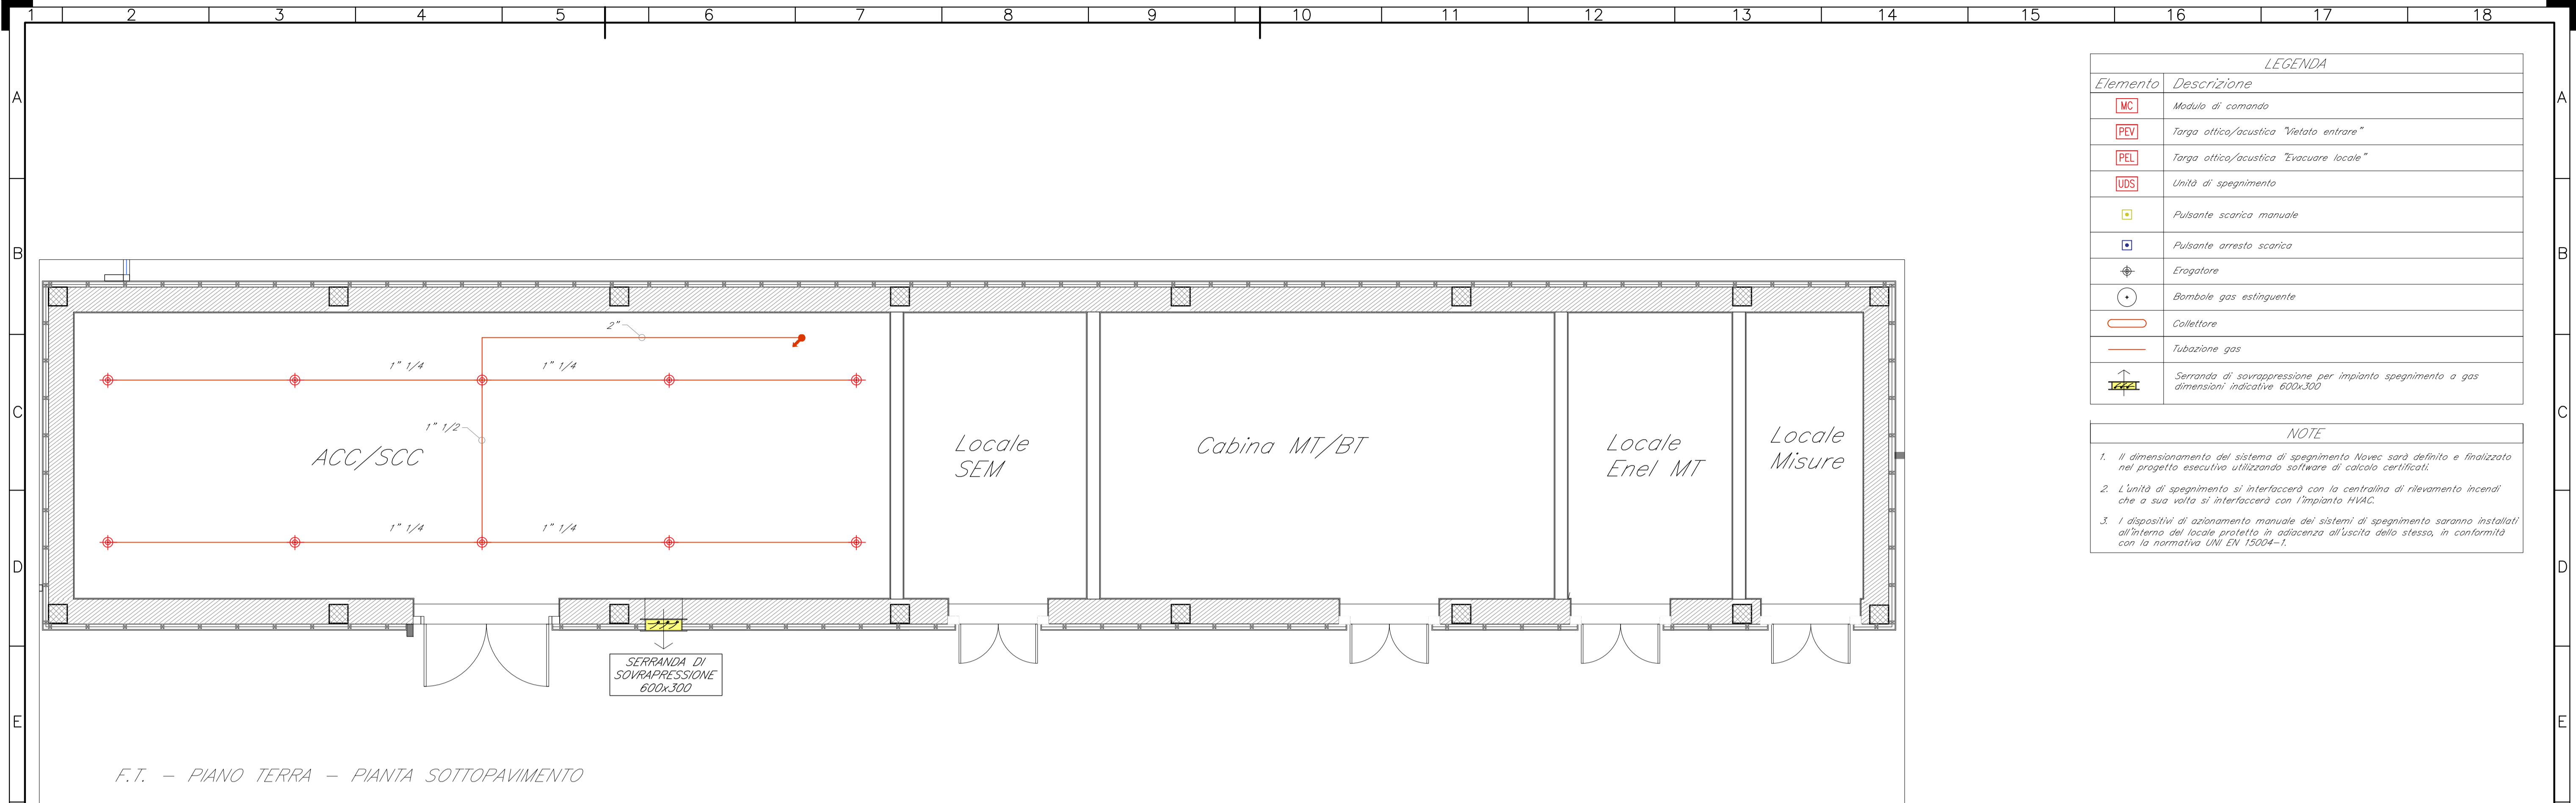 1 2 3 4 5 6 7 8 9 10 11 12 13 14 15 16 17 18
A
B
C
D
E
A
B
C
D
E
2"
1" 1/4
1" 1/4
1" 1/2
ACC/SCC
1" 1/4
1" 1/4
Locale
SEM
Cabina MT/BT
Locale
Enel MT
Locale
Misure
SERRANDA DI
SOVRAPRESSIONE
600x300
F.T. – PIANO TERRA – PIANTA SOTTOPAVIMENTO
LEGENDA
Elemento Descrizione
MC Modulo di comando
PEV Targa ottico/acustica "Vietato entrare"
PEL Targa ottico/acustica "Evacuare locale"
UDS Unità di spegnimento
Pulsante scarica manuale
Pulsante arresto scarica
Erogatore
Bombole gas estinguente
Collettore
Tubazione gas
Serranda di sovrappressione per impianto spegnimento a gas
dimensioni indicative 600x300
NOTE
1. Il dimensionamento del sistema di spegnimento Novec sarà definito e finalizzato
nel progetto esecutivo utilizzando software di calcolo certificati.
2. L'unità di spegnimento si interfaccerà con la centralina di rilevamento incendi
che a sua volta si interfaccerà con l'impianto HVAC.
3. I dispositivi di azionamento manuale dei sistemi di spegnimento saranno installati
all'interno del locale protetto in adiacenza all'uscita dello stesso, in conformità
con la normativa UNI EN 15004–1.